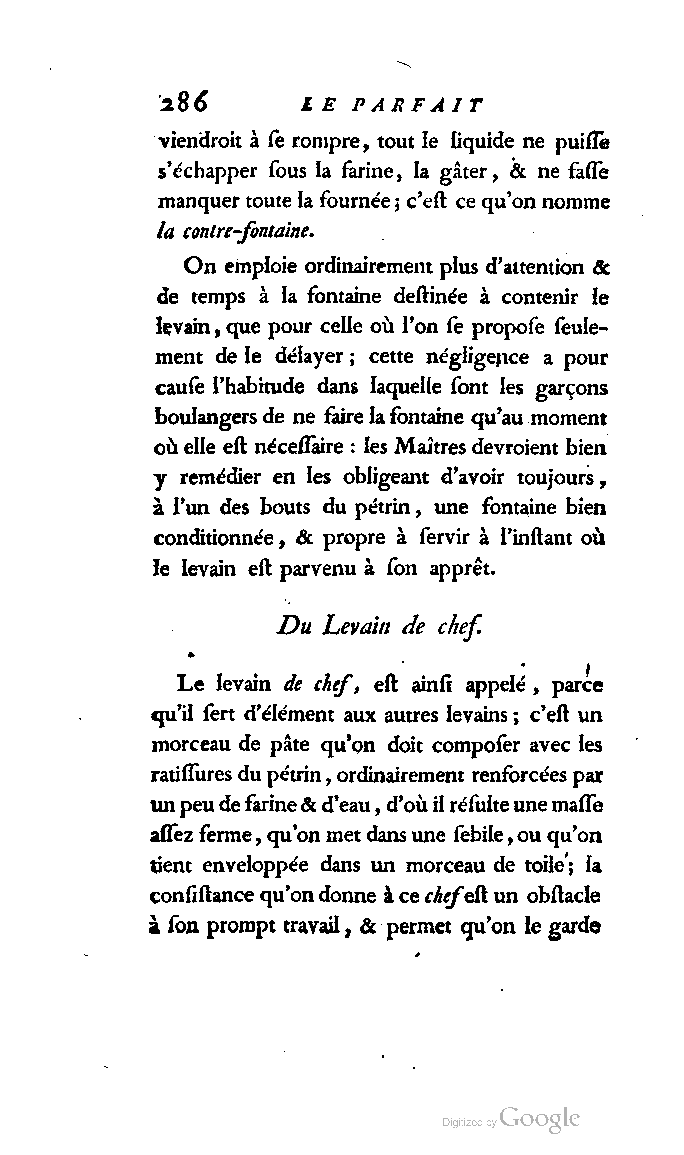 286 LE PARFAIT
viendroit à ſe rompre, tout le liquide ne puiſſe
s'échapper ſous la farine, la gâter, & ne faſſe
manquer toute la fournée; c'eſt ce qu'on nomme
la contre-fontaine.
On emploie ordinairement plus d'attention &
de temps à la fontaine deſtinée à contenir le
levain, que pour celle où l'on ſe propoſe ſeule-
ment de le délayer; cette négligence a pour
cauſe l'habitude dans laquelle ſont les garçons
boulangers de ne faire la fontaine qu'au moment
où elle eſt néceſſaire : les Maîtres devroient bien
y remédier en les obligeant d'avoir toujours,
à l'un des bouts du pétrin, une fontaine bien
conditionnée, & propre à ſervir à l'inſtant où
le levain eſt parvenu à ſon apprêt.
Du Levain de chef.
Le levain de chef, eſt ainſi appelé, parce
qu'il ſert d'élément aux autres levains; c'eſt un
morceau de pâte qu'on doit compoſer avec les
ratiſſures du pétrin, ordinairement renforcées par
un peu de farine & d'eau, d'où il réſulte une maſſe
aſſez ferme, qu'on met dans une ſebile, ou qu'on
tient enveloppée dans un morceau de toile; la
conſiſtance qu'on donne à ce chef eſt un obſtacle
à ſon prompt travail, & permet qu'on le garde
Digitized by Google